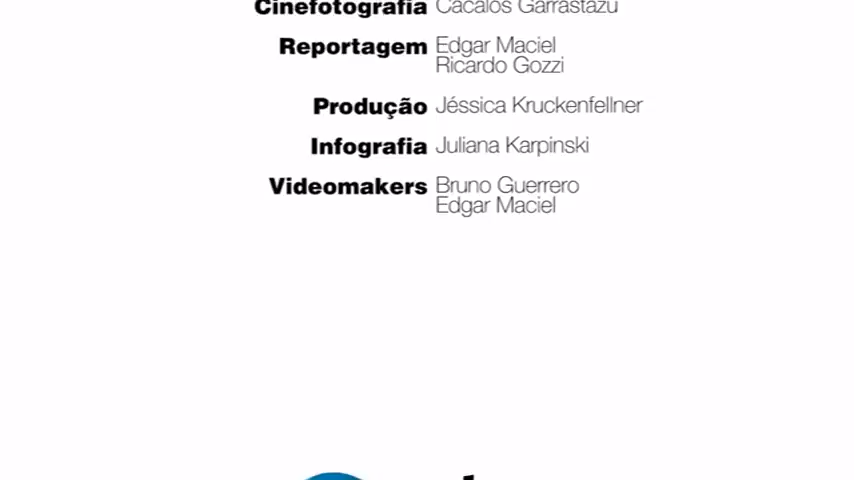 Cinefotografia Cacalos Garrastazu
Reportagem Edgar Maciel
Ricardo Gozzi
Produção Jéssica Kruckenfellner
Infografia Juliana Karpinski
Videomakers Bruno Guerrero
Edgar Maciel